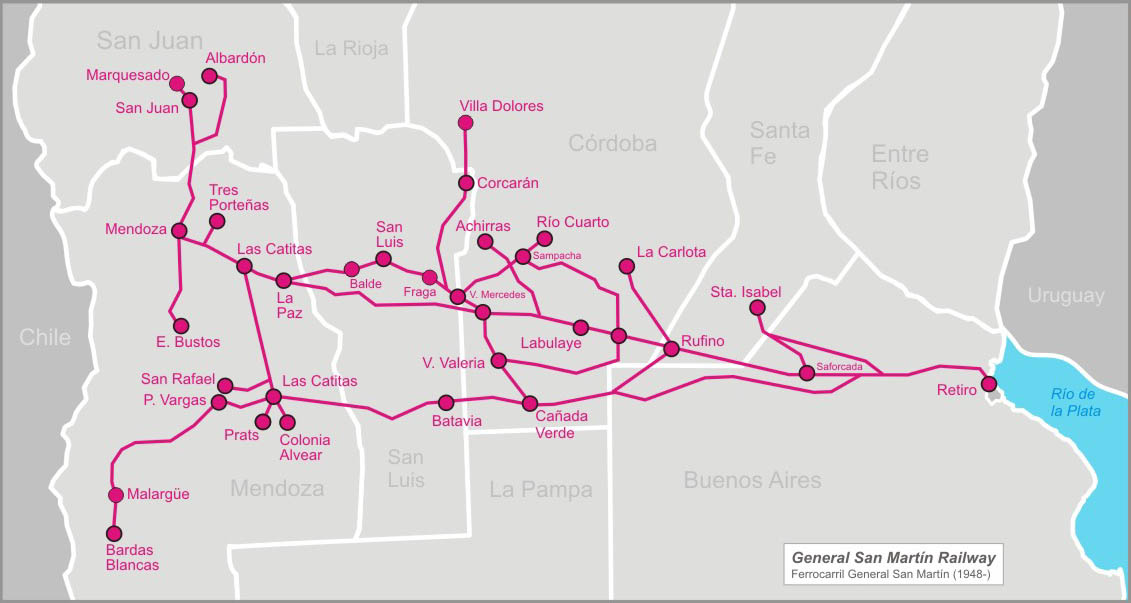 San Juan
La Rioja
Albardón
Marquesado
San Juan
Villa Dolores
Córdoba
Santa
Fe
Entre
Ríos
Corcarán
Tres
Porteñas
Mendoza
Las Catitas
San
Luis
Achirras
Río Cuarto
Sampacha
La Carlota
Balde
Fraga
V. Mercedes
La
Paz
Sta. Isabel
Uruguay
Chile
E. Bustos
Labulaye
Rufino
V. Valeria
Saforcada
San Rafael
Las Catitas
P. Vargas
Retiro
Río de
la Plata
Prats
Colonia
Alvear
Batavia
Cañada
Verde
San
Luis
Mendoza
La Pampa
Buenos Aires
Malargüe
Bardas
Blancas
General San Martín Railway
Ferrocarril General San Martín (1948-)